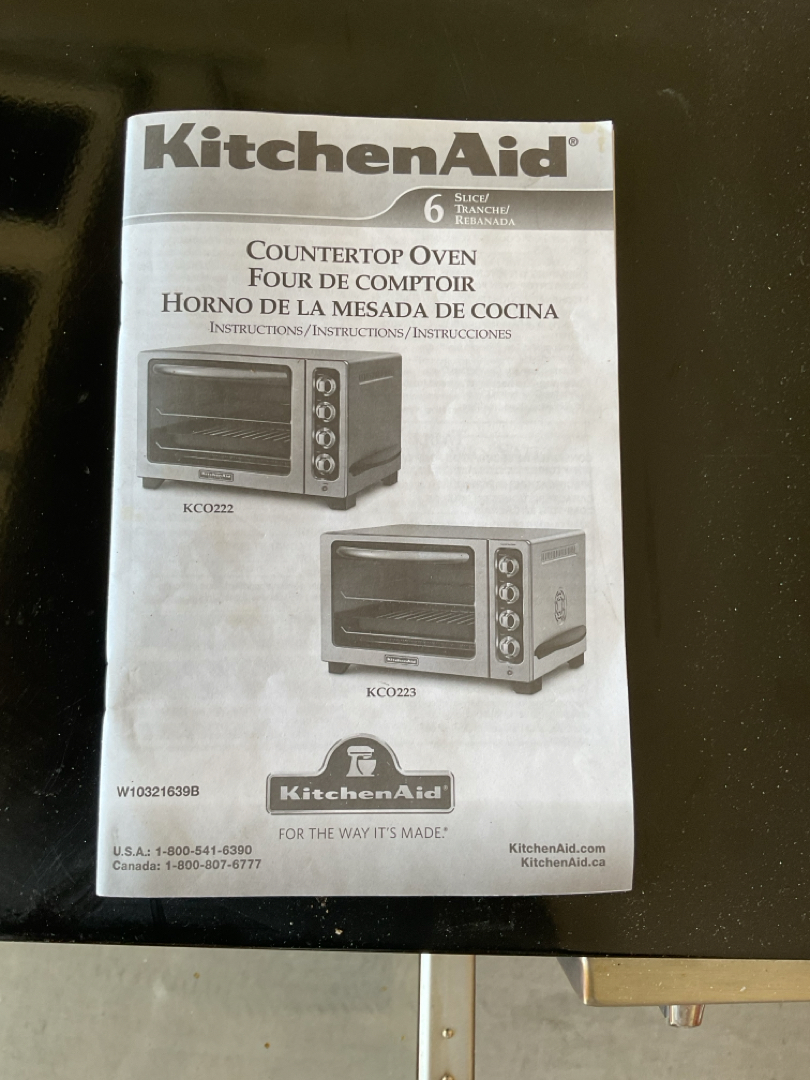 KitchenAid®
6 SLICE/
TRANCHE/
REBANADA
COUNTERTOP OVEN
FOUR DE COMPTOIR
HORNO DE LA MESADA DE COCINA
INSTRUCTIONS/INSTRUCTIONS/INSTRUCCIONES
KitchenAid
KCO222
KitchenAid
KCO223
W10321639B
KitchenAid®
FOR THE WAY IT'S MADE.®
U.S.A.: 1-800-541-6390
Canada: 1-800-807-6777
KitchenAid.com
KitchenAid.ca